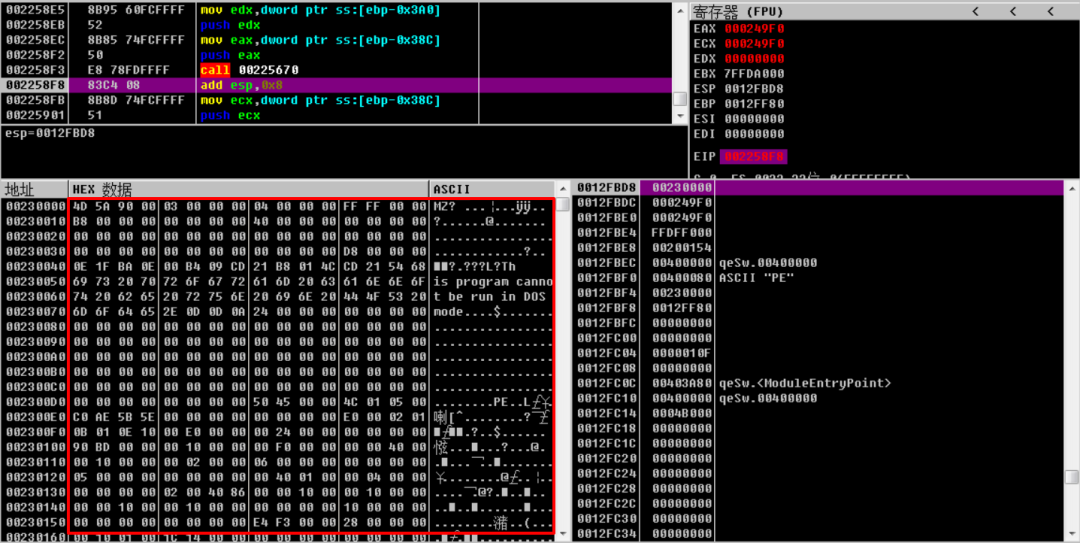 002258E5 8B95 60FCFFFF mov edx,dword ptr ss:[ebp-0x3A0]
002258EB 52 push edx
002258EC 8B85 74FCFFFF mov eax,dword ptr ss:[ebp-0x38C]
002258F2 50 push eax
002258F3 E8 78FDFFFF call 00225670
002258F8 83C4 08 add esp,0x8
002258FB 8B8D 74FCFFFF mov ecx,dword ptr ss:[ebp-0x38C]
00225901 51 push ecx
esp=0012FBD8
寄存器 (FPU) < < <
EAX 000249F0
ECX 000249F0
EDX 00000000
EBX 7FFDA000
ESP 0012FBD8
EBP 0012FF80
ESI 00000000
EDI 00000000
EIP 002258F8
地址 HEX 数据 ASCII
00230000 4D 5A 90 00 03 00 00 00 04 00 00 00 FF FF 00 00 MZ?
00230010 B8 00 00 00 00 00 00 00 40 00 00 00 00 00 00 00 ?.......@.......
00230020 00 00 00 00 00 00 00 00 00 00 00 00 00 00 00 00 ................
00230030 00 00 00 00 00 00 00 00 00 00 00 00 D8 00 00 00 ............?..
00230040 0E 1F BA 0E 00 B4 09 CD 21 B8 01 4C CD 21 54 68 ?.???L?Th
00230050 69 73 20 70 72 6F 67 72 61 6D 20 63 61 6E 6E 6F is program canno
00230060 74 20 62 65 20 72 75 6E 20 69 6E 20 44 4F 53 20 t be run in DOS
00230070 6D 6F 64 65 2E 0D 0D 0A 24 00 00 00 00 00 00 00 mode....$.......
00230080 00 00 00 00 00 00 00 00 00 00 00 00 00 00 00 00 ................
00230090 00 00 00 00 00 00 00 00 00 00 00 00 00 00 00 00 ................
002300A0 00 00 00 00 00 00 00 00 00 00 00 00 00 00 00 00 ................
002300B0 00 00 00 00 00 00 00 00 00 00 00 00 00 00 00 00 ................
002300C0 00 00 00 00 00 00 00 00 00 00 00 00 00 00 00 00 ................
002300D0 00 00 00 00 00 00 00 00 50 45 00 00 4C 01 05 00 ........PE..L
002300E0 C0 AE 5B 5E 00 00 00 00 00 00 00 00 E0 00 02 01 喇[^........?
002300F0 0B 01 0E 10 00 E0 00 00 00 24 00 00 00 00 00 00 ?..$......
00230100 90 BD 00 00 00 10 00 00 00 F0 00 00 00 00 40 00
00230110 00 10 00 00 00 02 00 00 06 00 00 00 00 00 00 00
00230120 05 00 00 00 00 00 00 00 00 40 01 00 00 04 00 00
00230130 00 00 00 00 02 00 40 86 00 00 10 00 00 10 00 00
00230140 00 00 10 00 00 10 00 00 00 00 00 00 10 00 00 00
00230150 00 00 00 00 00 00 00 00 E4 F3 00 00 28 00 00 00
00230160 00 10 01 00 1C 14 00 00 00 00 00 00 00 00 00 00
0012FBD8 00230000
0012FBDC 000249F0
0012FBE0 000249F0
0012FBE4 FFDFF000
0012FBE8 00200154
0012FBEC 00400000 qeSw.00400000
0012FBF0 00400080 ASCII "PE"
0012FBF4 00230000
0012FBF8 0012FF80
0012FBFC 00000000
0012FC00 00000000
0012FC04 0000010F
0012FC08 00000000
0012FC0C 00403A80 qeSw.<ModuleEntryPoint>
0012FC10 00400000 qeSw.00400000
0012FC14 0004B000
0012FC18 00000000
0012FC1C 00000000
0012FC20 00000000
0012FC24 00000000
0012FC28 00000000
0012FC2C 00000000
0012FC30 00000000
0012FC34 00000000